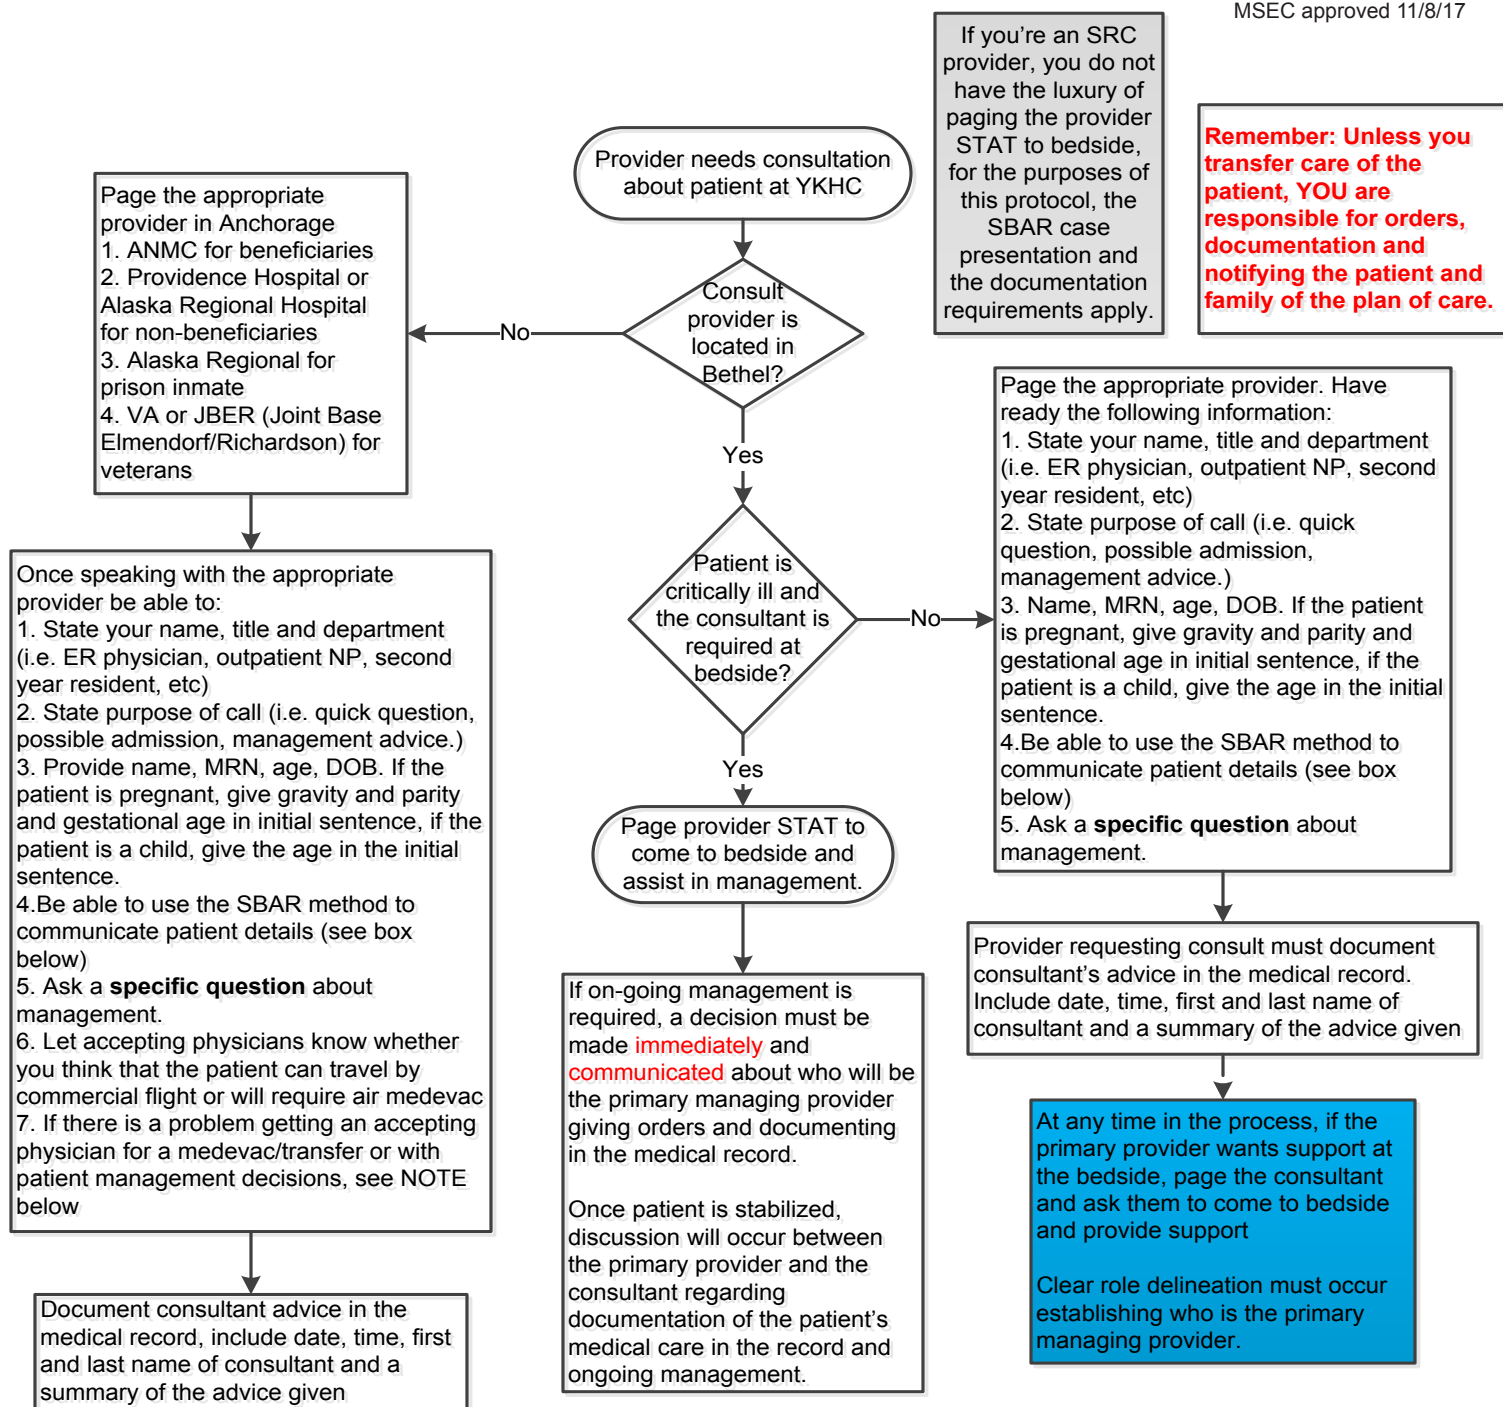 MSEC approved 11/8/17
If you're an SRC
provider, you do not
have the luxury of
paging the provider
STAT to bedside,
for the purposes of
this protocol, the
SBAR case
presentation and
the documentation
requirements apply.
Remember: Unless you
transfer care of the
patient, YOU are
responsible for orders,
documentation and
notifying the patient and
family of the plan of care.
Provider needs consultation
about patient at YKHC
Consult
provider is
located in
Bethel?
No
Page the appropriate
provider in Anchorage
1. ANMC for beneficiaries
2. Providence Hospital or
Alaska Regional Hospital
for non-beneficiaries
3. Alaska Regional for
prison inmate
4. VA or JBER (Joint Base
Elmendorf/Richardson) for
veterans
Once speaking with the appropriate
provider be able to:
1. State your name, title and department
(i.e. ER physician, outpatient NP, second
year resident, etc)
2. State purpose of call (i.e. quick question,
possible admission, management advice.)
3. Provide name, MRN, age, DOB. If the
patient is pregnant, give gravity and parity
and gestational age in initial sentence, if the
patient is a child, give the age in the initial
sentence.
4.Be able to use the SBAR method to
communicate patient details (see box
below)
5. Ask a specific question about
management.
6. Let accepting physicians know whether
you think that the patient can travel by
commercial flight or will require air medevac
7. If there is a problem getting an accepting
physician for a medevac/transfer or with
patient management decisions, see NOTE
below
Document consultant advice in the
medical record, include date, time, first
and last name of consultant and a
summary of the advice given
Yes
Patient is
critically ill and
the consultant is
required at
bedside?
Yes
Page provider STAT to
come to bedside and
assist in management.
If on-going management is
required, a decision must be
made immediately and
communicated about who will be
the primary managing provider
giving orders and documenting
in the medical record.
Once patient is stabilized,
discussion will occur between
the primary provider and the
consultant regarding
documentation of the patient's
medical care in the record and
ongoing management.
No
Page the appropriate provider. Have
ready the following information:
1. State your name, title and department
(i.e. ER physician, outpatient NP, second
year resident, etc)
2. State purpose of call (i.e. quick
question, possible admission,
management advice.)
3. Name, MRN, age, DOB. If the patient
is pregnant, give gravity and parity and
gestational age in initial sentence, if the
patient is a child, give the age in the initial
sentence.
4.Be able to use the SBAR method to
communicate patient details (see box
below)
5. Ask a specific question about
management.
Provider requesting consult must document
consultant's advice in the medical record.
Include date, time, first and last name of
consultant and a summary of the advice given
At any time in the process, if the
primary provider wants support at
the bedside, page the consultant
and ask them to come to bedside
and provide support
Clear role delineation must occur
establishing who is the primary
managing provider.